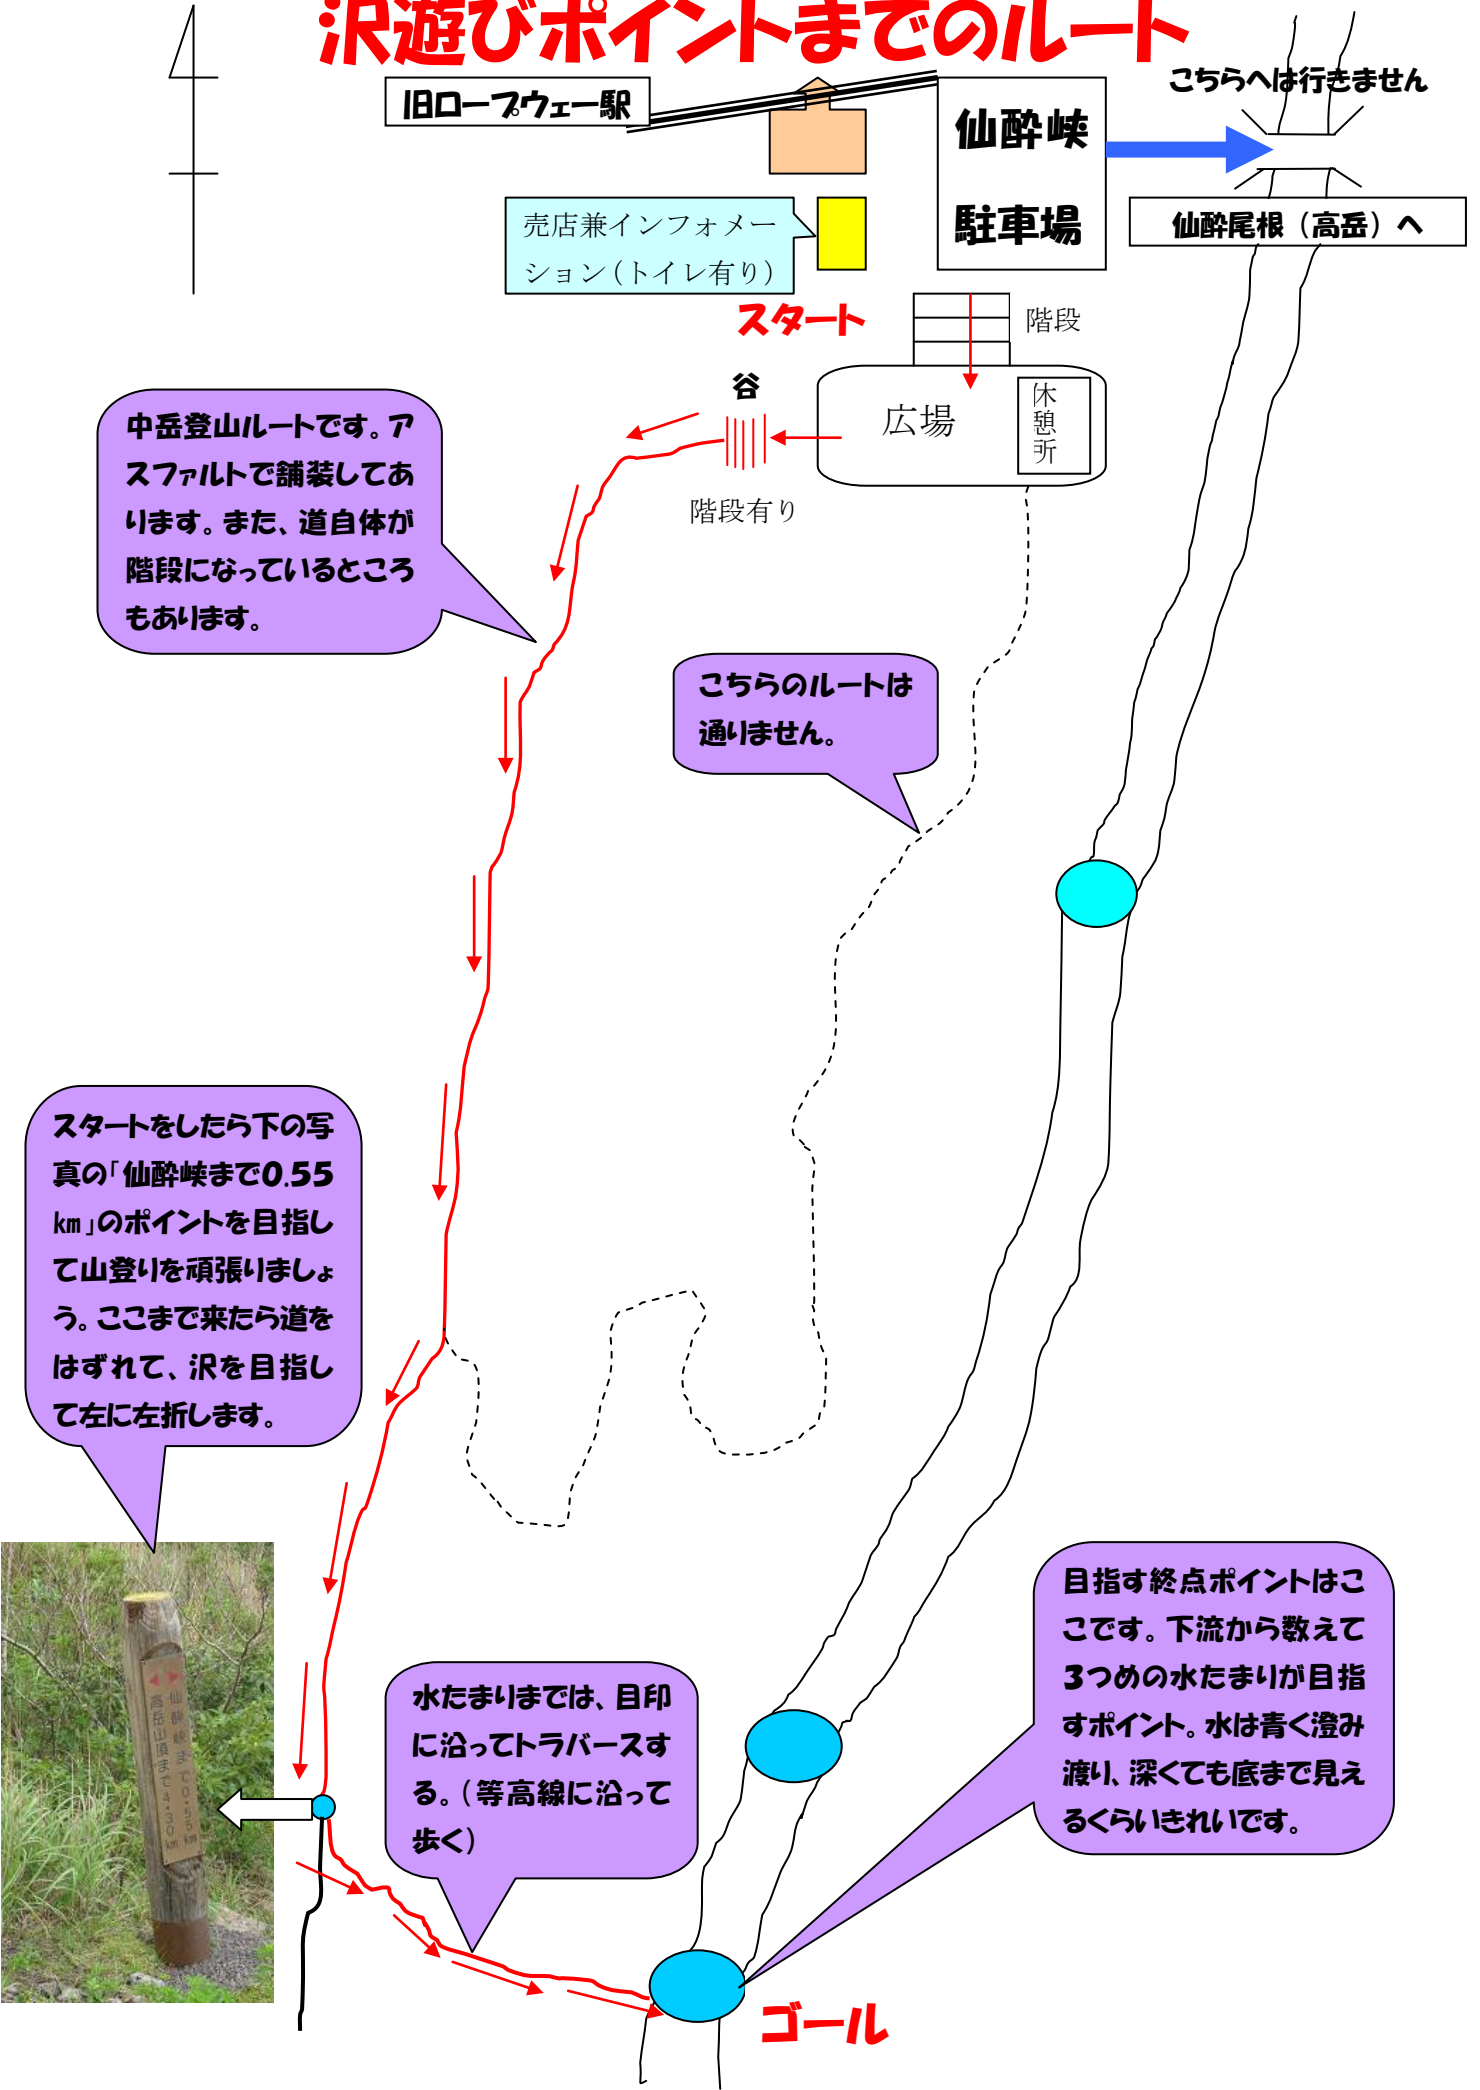 沢遊びポイントまでのルート
こちらへは行きません
旧ロープウェー駅
仙酔峡
駐車場
仙酔尾根（高岳）へ
売店兼インフォメー
ション（トイレ有り）
スタート
階段
谷
広場
休憩所
階段有り
中岳登山ルートです。ア
スファルトで舗装してあ
ります。また、道自体が
階段になっているところ
もあります。
こちらのルートは
通りません。
スタートをしたら下の写
真の「仙酔峡まで0.55
km」のポイントを目指し
て山登りを頑張りましょ
う。ここまで来たら道を
はずれて、沢を目指し
て左に左折します。
仙酔峡まで0.55km
高岳山頂まで4.30km
水たまりまでは、目印
に沿ってトラバースす
る。（等高線に沿って
歩く）
目指す終点ポイントはこ
こです。下流から数えて
3つめの水たまりが目指
すポイント。水は青く澄み
渡り、深くても底まで見え
るくらいきれいです。
ゴール